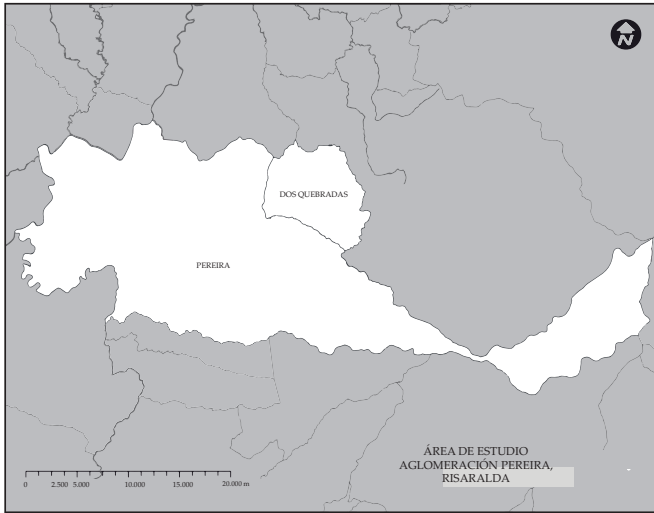 N
DOS QUEBRADAS
PEREIRA
ÁREA DE ESTUDIO
AGLOMERACIÓN PEREIRA,
RISARALDA
0 2.500 5.000 10.000 15.000 20.000 m